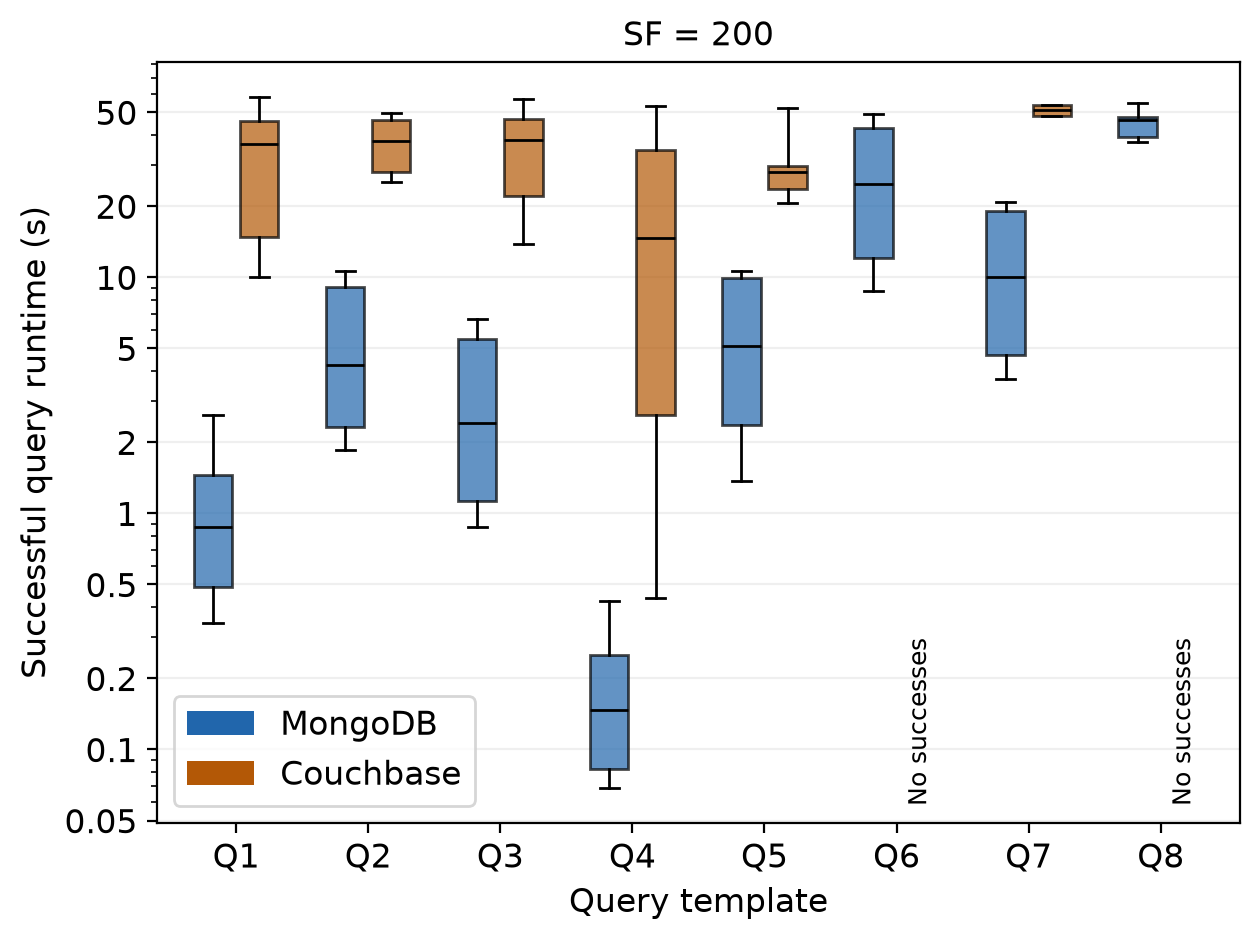 SF = 200
Successful query runtime (s)
50
20
10
5
2
1
0.5
0.2
0.1
0.05
No successes
No successes
MongoDB
Couchbase
Q1 Q2 Q3 Q4 Q5 Q6 Q7 Q8
Query template